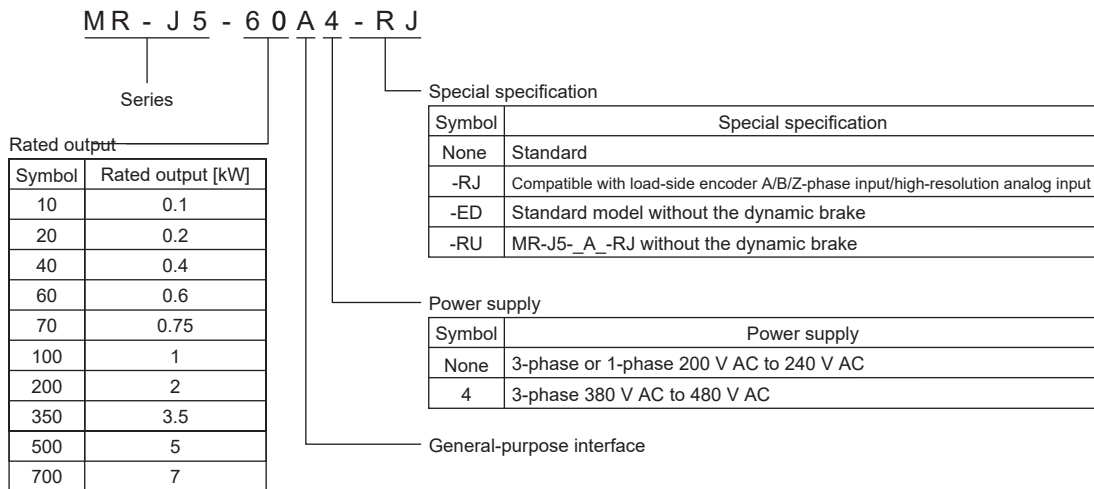 MR-J5-60A4-RJ
Series
Special specification
Symbol Special specification
None Standard
-RJ Compatible with load-side encoder A/B/Z-phase input/high-resolution analog input
-ED Standard model without the dynamic brake
-RU MR-J5-_A_-RJ without the dynamic brake
Rated output
Symbol Rated output [kW]
10 0.1
20 0.2
40 0.4
60 0.6
70 0.75
100 1
200 2
350 3.5
500 5
700 7
Power supply
Symbol Power supply
None 3-phase or 1-phase 200 V AC to 240 V AC
4 3-phase 380 V AC to 480 V AC
General-purpose interface